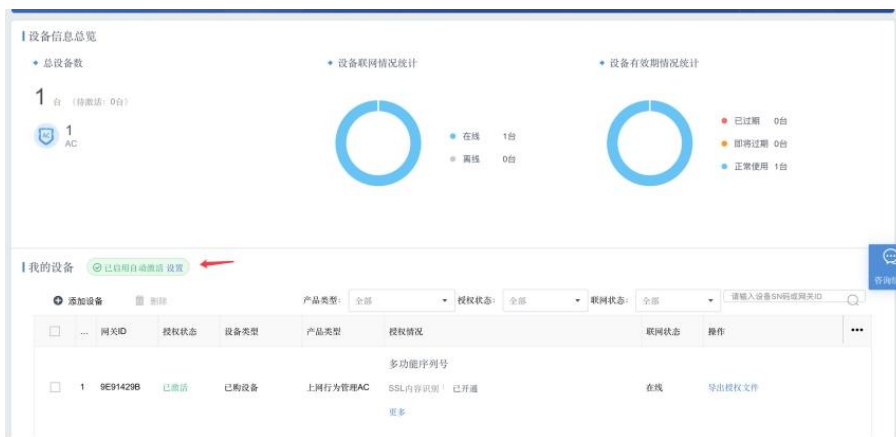 设备信息总览
总设备数
设备联网情况统计
设备有效期情况统计
1 台 (待激活: 0台)
AC
1
AC
在线 1台
离线 0台
已过期 0台
即将过期 0台
正常使用 1台
我的设备 已启用自动激活 设置
添加设备 删除 产品类型: 全部 授权状态: 全部 联网状态: 全部 请输入设备SN码或网关ID
... 网关ID 授权状态 设备类型 产品类型 授权情况 联网状态 操作 •••
多功能序列号
1 9E91429B 已激活 已购设备 上网行为管理AC SSL内容识别 已开通 在线 导出授权文件
更多